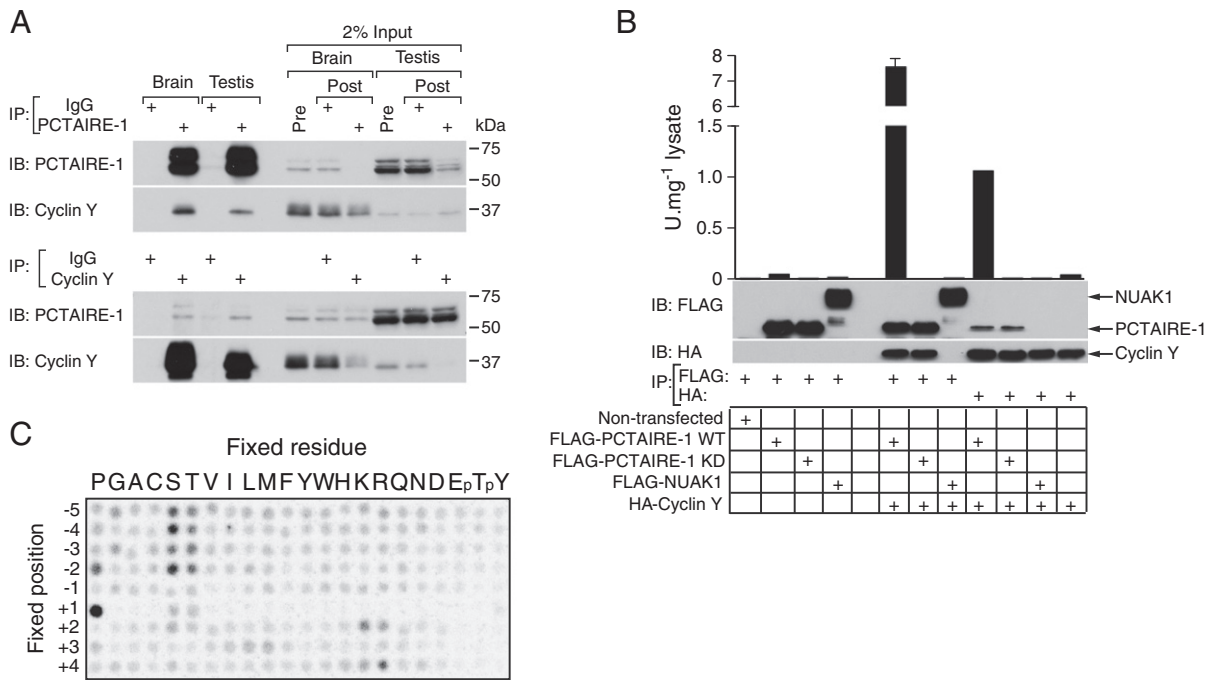 A
2% Input
Brain Testis
Brain Testis Post Post
IP: IgG + + Pre + Pre +
PCTAIRE-1 + + + + kDa
IB: PCTAIRE-1 75
50
IB: Cyclin Y 37
IP: IgG + + + +
Cyclin Y + + + +
IB: PCTAIRE-1 75
50
IB: Cyclin Y 37
B
U.mg-1 lysate
8
7
6
1.5
1.0
0.5
0
IB: FLAG NUAK1
PCTAIRE-1
IB: HA Cyclin Y
IP: FLAG: + + + + + + +
HA: + + + +
Non-transfected +
FLAG-PCTAIRE-1 WT + + +
FLAG-PCTAIRE-1 KD + + +
FLAG-NUAK1 + + +
HA-Cyclin Y + + + + + + +
C
Fixed residue
P G A C S T V I L M F Y W H K R Q N D E pT pY
Fixed position
-5
-4
-3
-2
-1
+1
+2
+3
+4